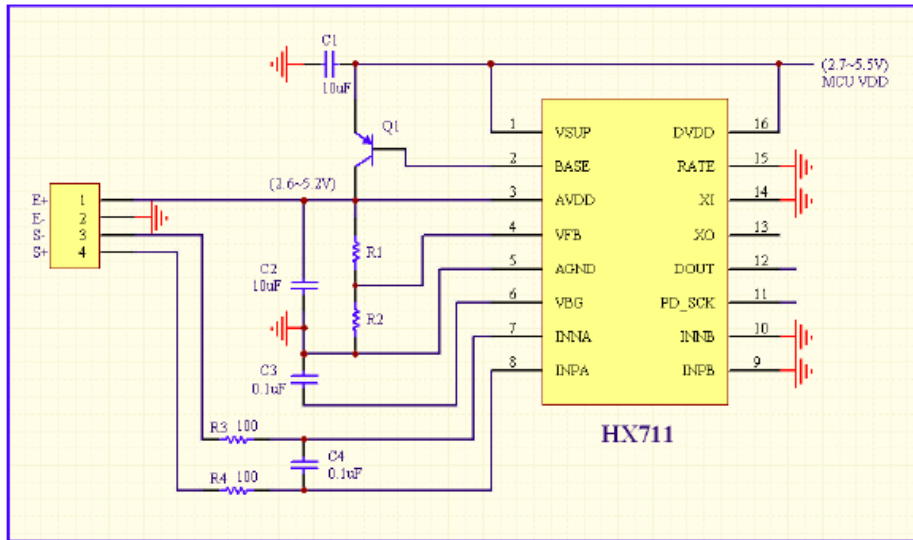 C1
10uF
(2.7~5.5V)
MCU VDD
Q1
1 VSUP DVDD 16
2 BASE RATE 15
(2.6~5.2V)
E+ 1
3 AVDD XI 14
E- 2
S- 3
4 VFB XO 13
S+ 4
R1
C2
10uF
5 AGND DOUT 12
6 VBG PD_SCK 11
R2
7 INNA INNB 10
C3
0.1uF
8 INPA INPB 9
R3 100
HX711
C4
0.1uF
R4 100